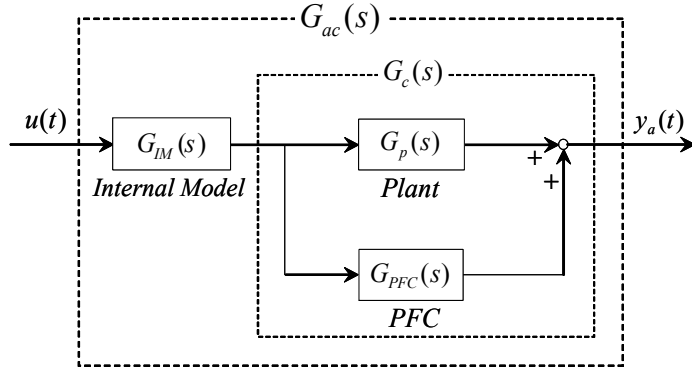 G_ac(s)
G_c(s)
u(t)
G_IM(s)
Internal Model
G_p(s)
Plant
+
+
y_a(t)
G_PFC(s)
PFC